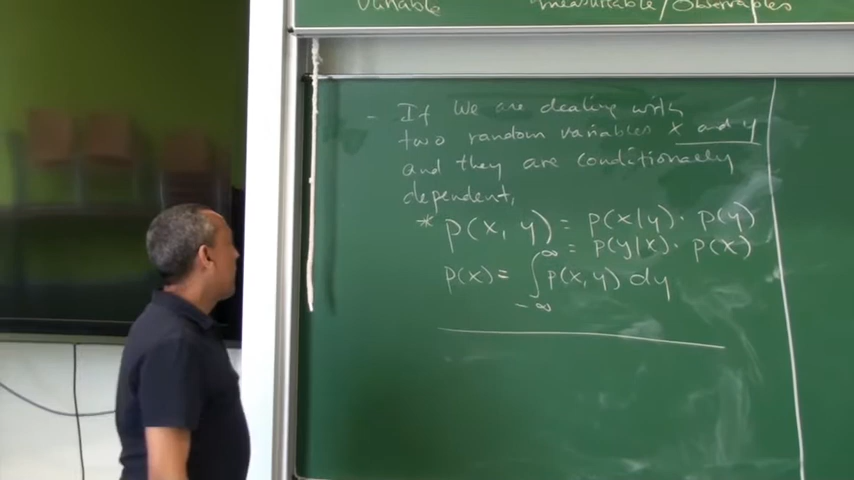 Variable measurable/Observables
- If We are dealing with
two random variables x and y
and they are conditionally
dependent,
* p(x, y) = p(x|y) · p(y)
= p(y|x) · p(x)
p(x) = ∫_{-∞}^{∞} p(x,y) dy